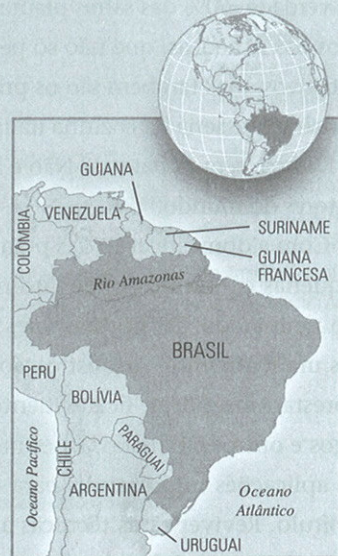 GUIANA
VENEZUELA
COLÔMBIA
SURINAME
GUIANA
FRANCESA
Rio Amazonas
BRASIL
PERU
BOLÍVIA
PARAGUAI
CHILE
Oceano Pacífico
ARGENTINA
Oceano
Atlântico
URUGUAI